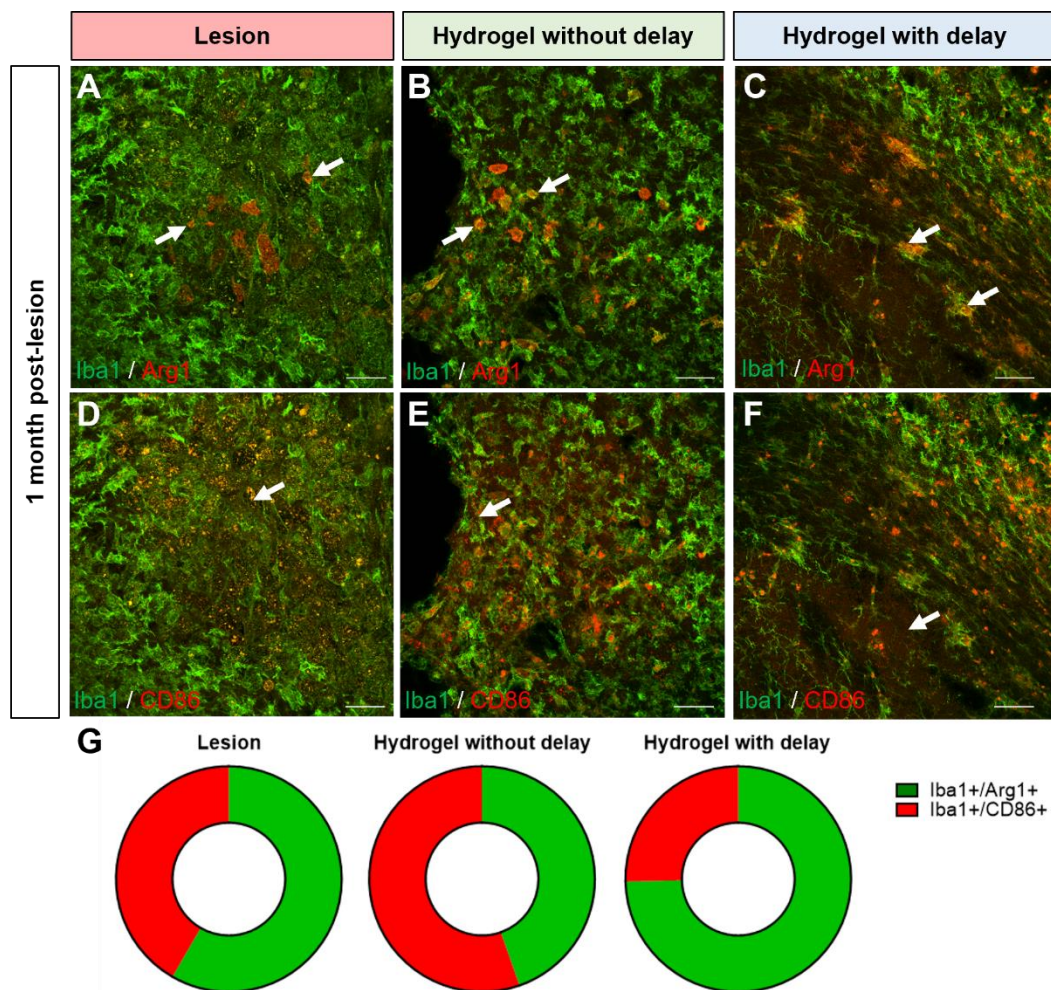 Lesion
Hydrogel without delay
Hydrogel with delay
1 month post-lesion
A
B
C
Iba1 / Arg1
Iba1 / Arg1
Iba1 / Arg1
D
E
F
Iba1 / CD86
Iba1 / CD86
Iba1 / CD86
G
Lesion
Hydrogel without delay
Hydrogel with delay
Iba1+/Arg1+
Iba1+/CD86+